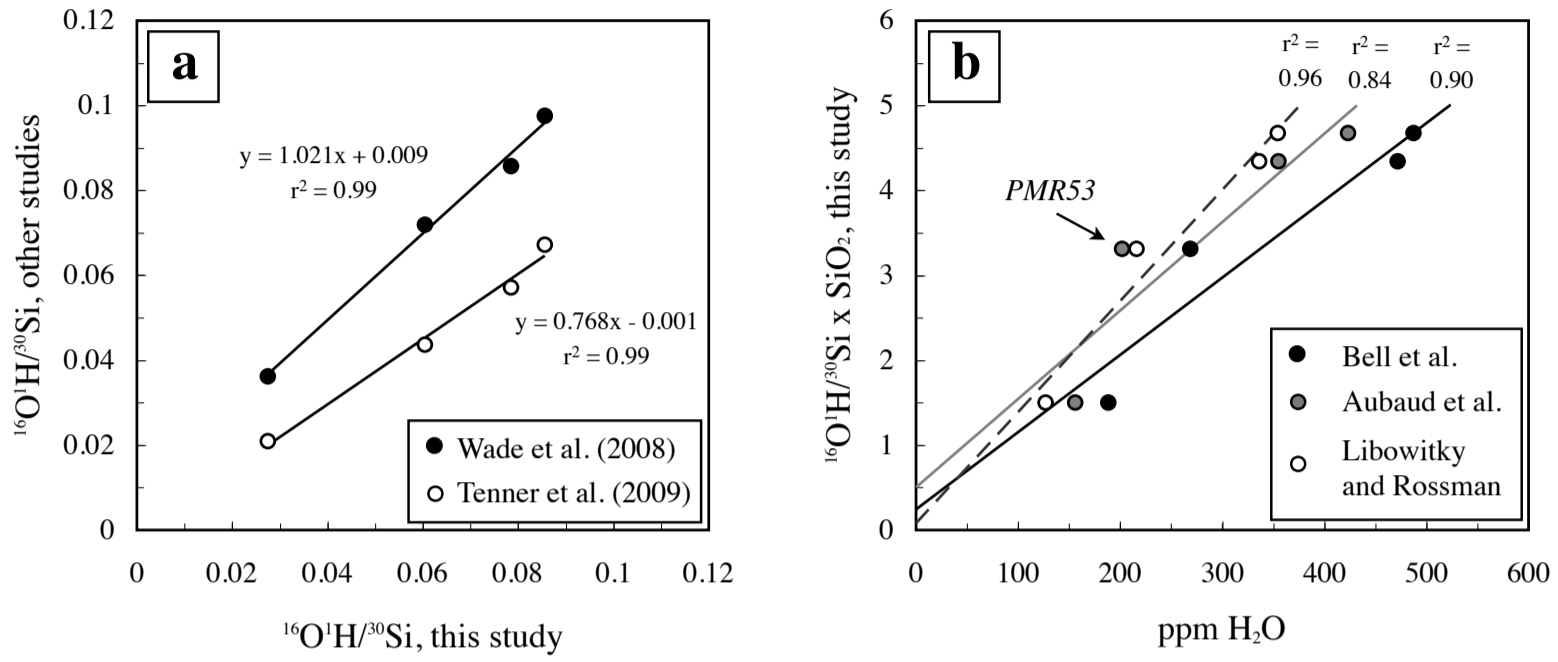 a
0.12
0.1
0.08
0.06
0.04
0.02
0
¹⁶O¹H/³⁰Si, other studies
y = 1.021x + 0.009
r² = 0.99
y = 0.768x - 0.001
r² = 0.99
Wade et al. (2008)
Tenner et al. (2009)
0 0.02 0.04 0.06 0.08 0.1 0.12
¹⁶O¹H/³⁰Si, this study
b
6
5
4
3
2
1
0
¹⁶O¹H/³⁰Si x SiO₂, this study
r² = r² = r² =
0.96 0.84 0.90
PMR53
Bell et al.
Aubaud et al.
Libowitky
and Rossman
0 100 200 300 400 500 600
ppm H₂O